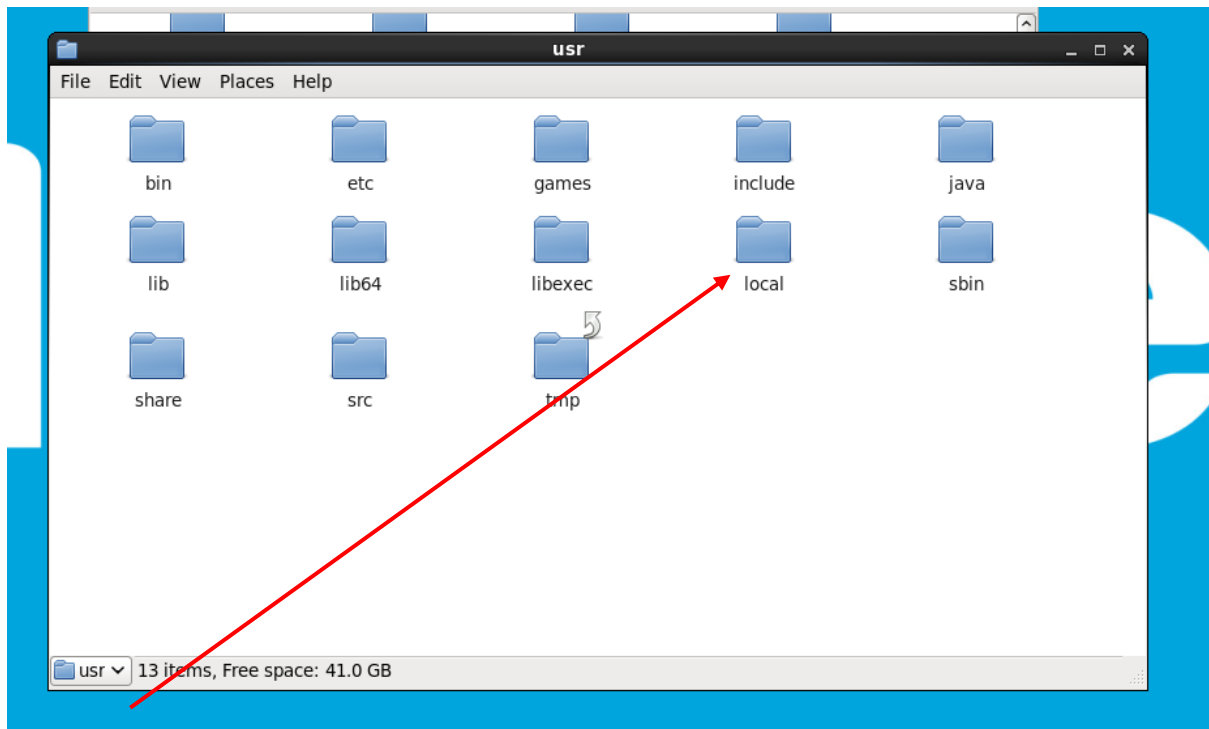 usr
File Edit View Places Help
bin etc games include java
lib lib64 libexec local sbin
share src tmp
usr 13 items, Free space: 41.0 GB